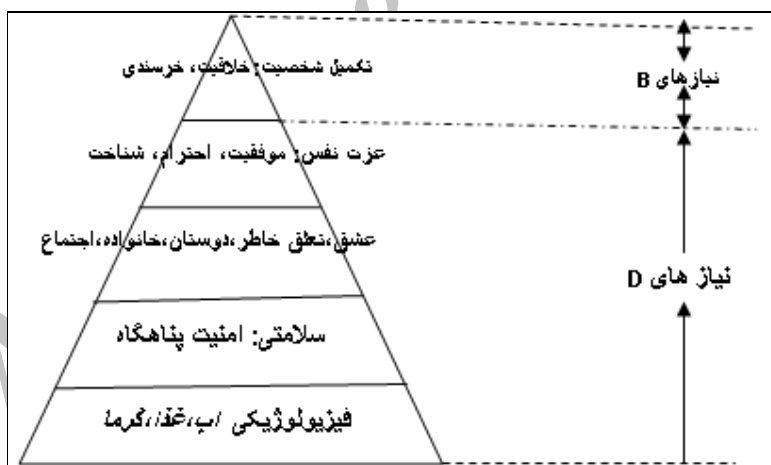 تکمیل شخصیت: خلاقیت، خرسندی
نیازهای B
عزت نفس: موفقیت، احترام، شناخت
عشق،تعلق خاطر،دوستان،خانواده،اجتماع
نیاز های D
سلامتی: امنیت پناهگاه
فیزیولوژیکی اب،غذا،گرما